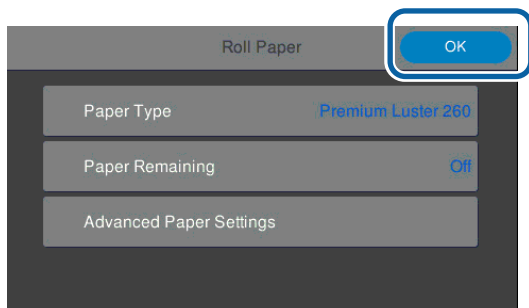 Roll Paper
OK
Paper Type Premium Luster 260
Paper Remaining Off
Advanced Paper Settings